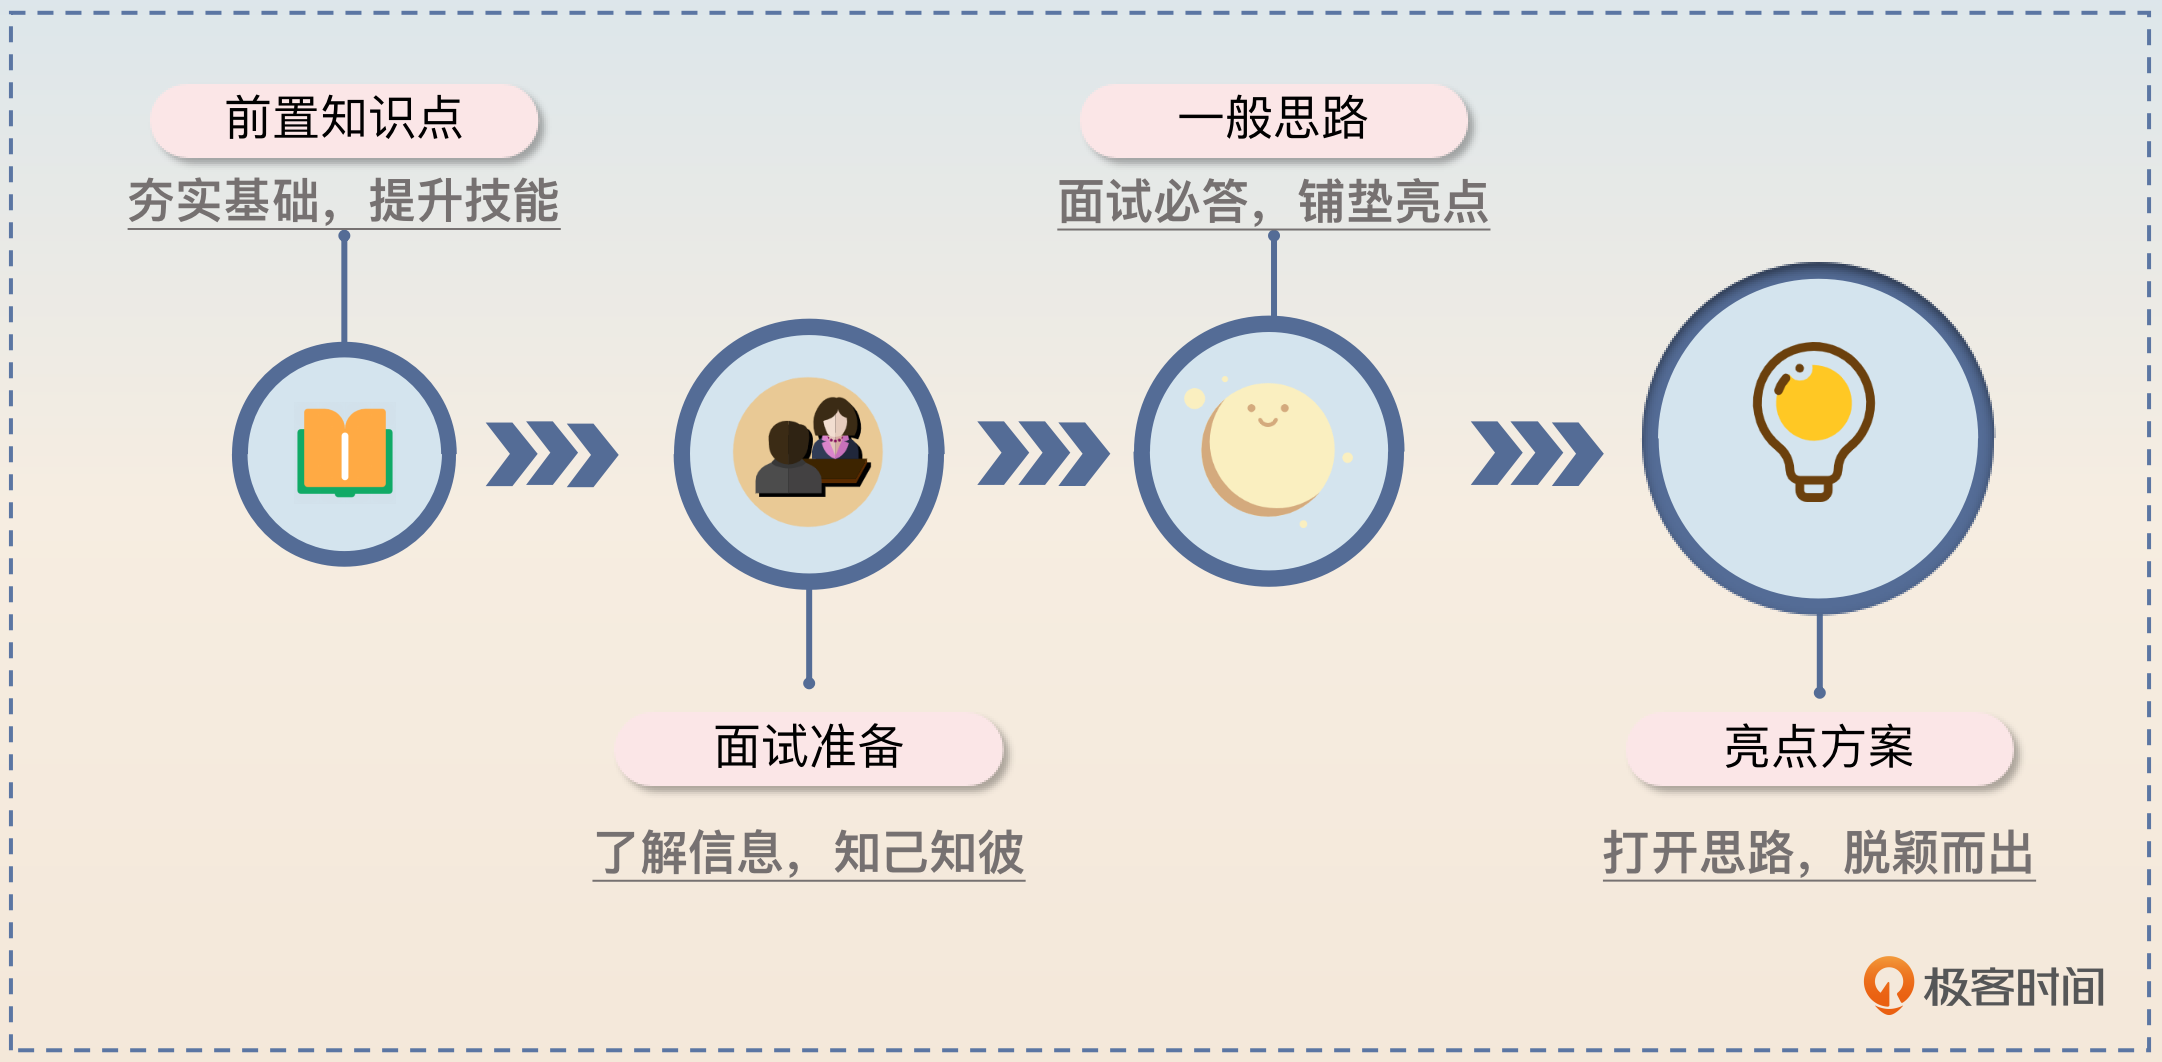 前置知识点
夯实基础，提升技能
一般思路
面试必答，铺垫亮点
面试准备
了解信息，知己知彼
亮点方案
打开思路，脱颖而出
极客时间